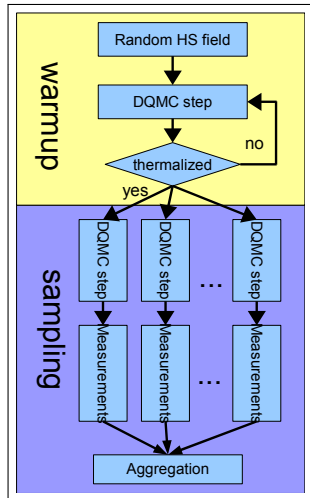 warmup
Random HS field
DQMC step
no
thermalized
yes
sampling
DQMC step
DQMC step
...
DQMC step
Measurements
Measurements
...
Measurements
Aggregation